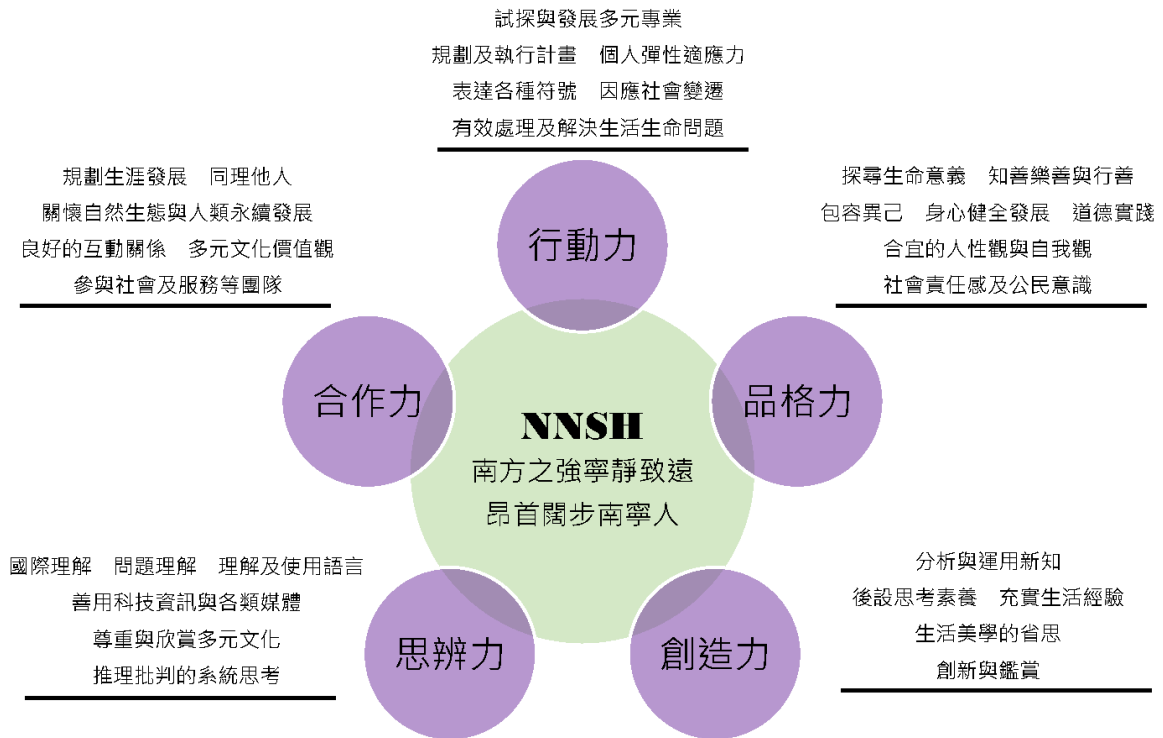 試探與發展多元專業
規劃及執行計畫 個人彈性適應力
表達各種符號 因應社會變遷
有效處理及解決生活生命問題
行動力
規劃生涯發展 同理他人
關懷自然生態與人類永續發展
良好的互動關係 多元文化價值觀
參與社會及服務等團隊
合作力
探尋生命意義 知善樂善與行善
包容異己 身心健全發展 道德實踐
合宜的人性觀與自我觀
社會責任感及公民意識
品格力
NNSH
南方之強寧靜致遠
昂首闊步南寧人
國際理解 問題理解 理解及使用語言
善用科技資訊與各類媒體
尊重與欣賞多元文化
推理批判的系統思考
思辨力
分析與運用新知
後設思考素養 充實生活經驗
生活美學的省思
創新與鑑賞
創造力